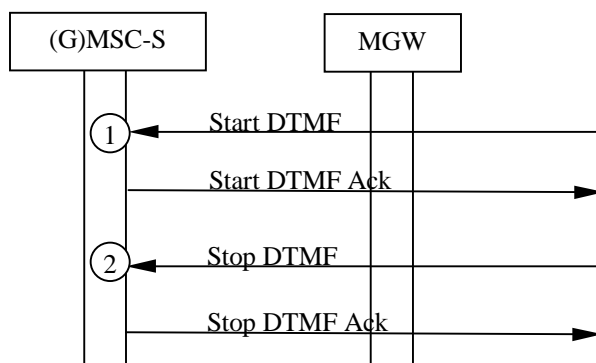 (G)MSC-S
MGW
1
Start DTMF
Start DTMF Ack
2
Stop DTMF
Stop DTMF Ack